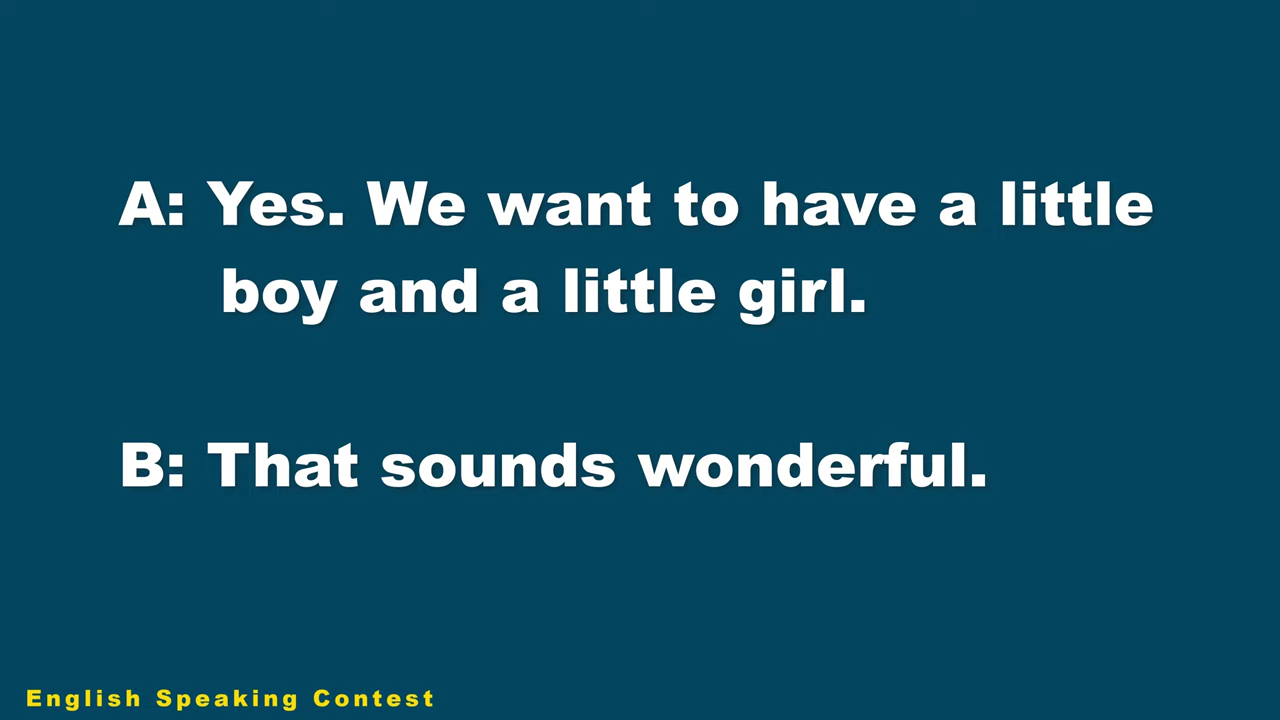 A: Yes. We want to have a little
boy and a little girl.
B: That sounds wonderful.
English Speaking Contest